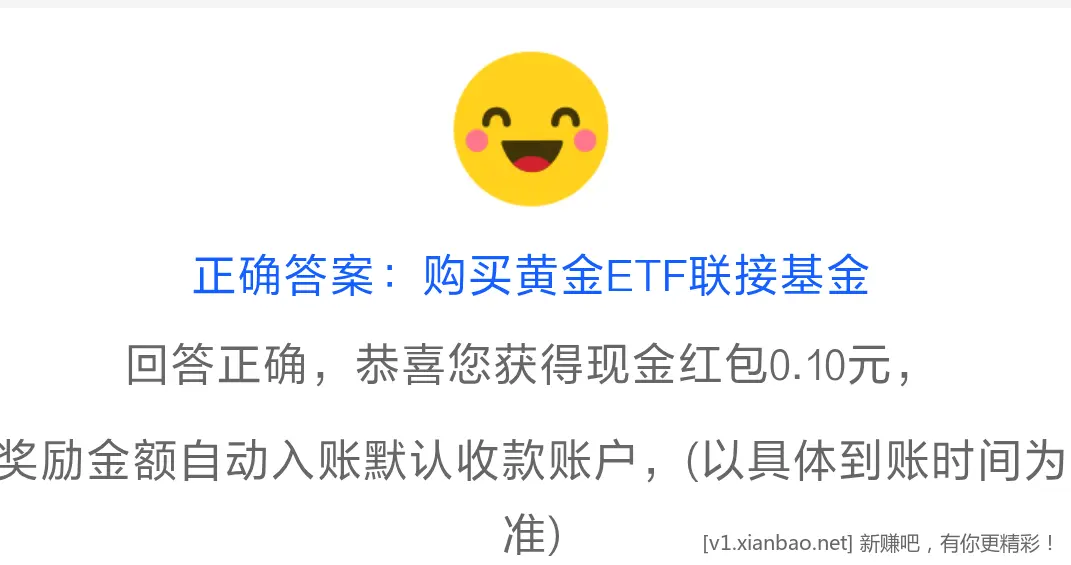 正确答案：购买黄金ETF联接基金
回答正确，恭喜您获得现金红包0.10元，
奖励金额自动入账默认收款账户，(以具体到账时间为
准)
[v1.xianbao.net] 新赚吧，有你更精彩！